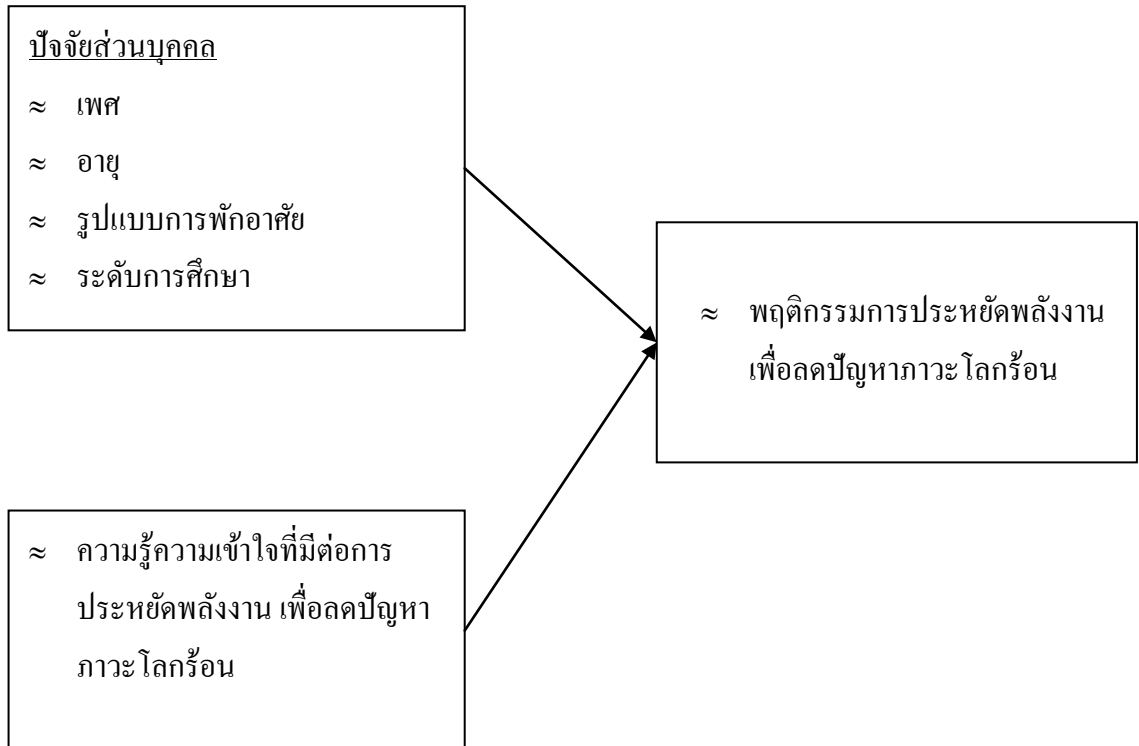 ปัจจัยส่วนบุคคล
≈ เพศ
≈ อายุ
≈ รูปแบบการพักอาศัย
≈ ระดับการศึกษา
≈ พฤติกรรมการประหยัดพลังงาน
เพื่อลดปัญหาภาวะโลกร้อน
≈ ความรู้ความเข้าใจที่มีต่อการ
ประหยัดพลังงาน เพื่อลดปัญหา
ภาวะโลกร้อน